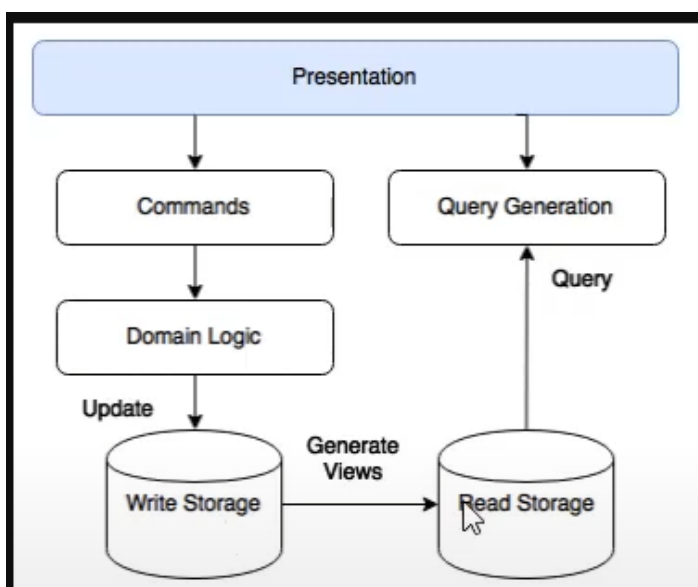 Presentation
Commands
Query Generation
Query
Domain Logic
Update
Generate
Views
Write Storage
Read Storage